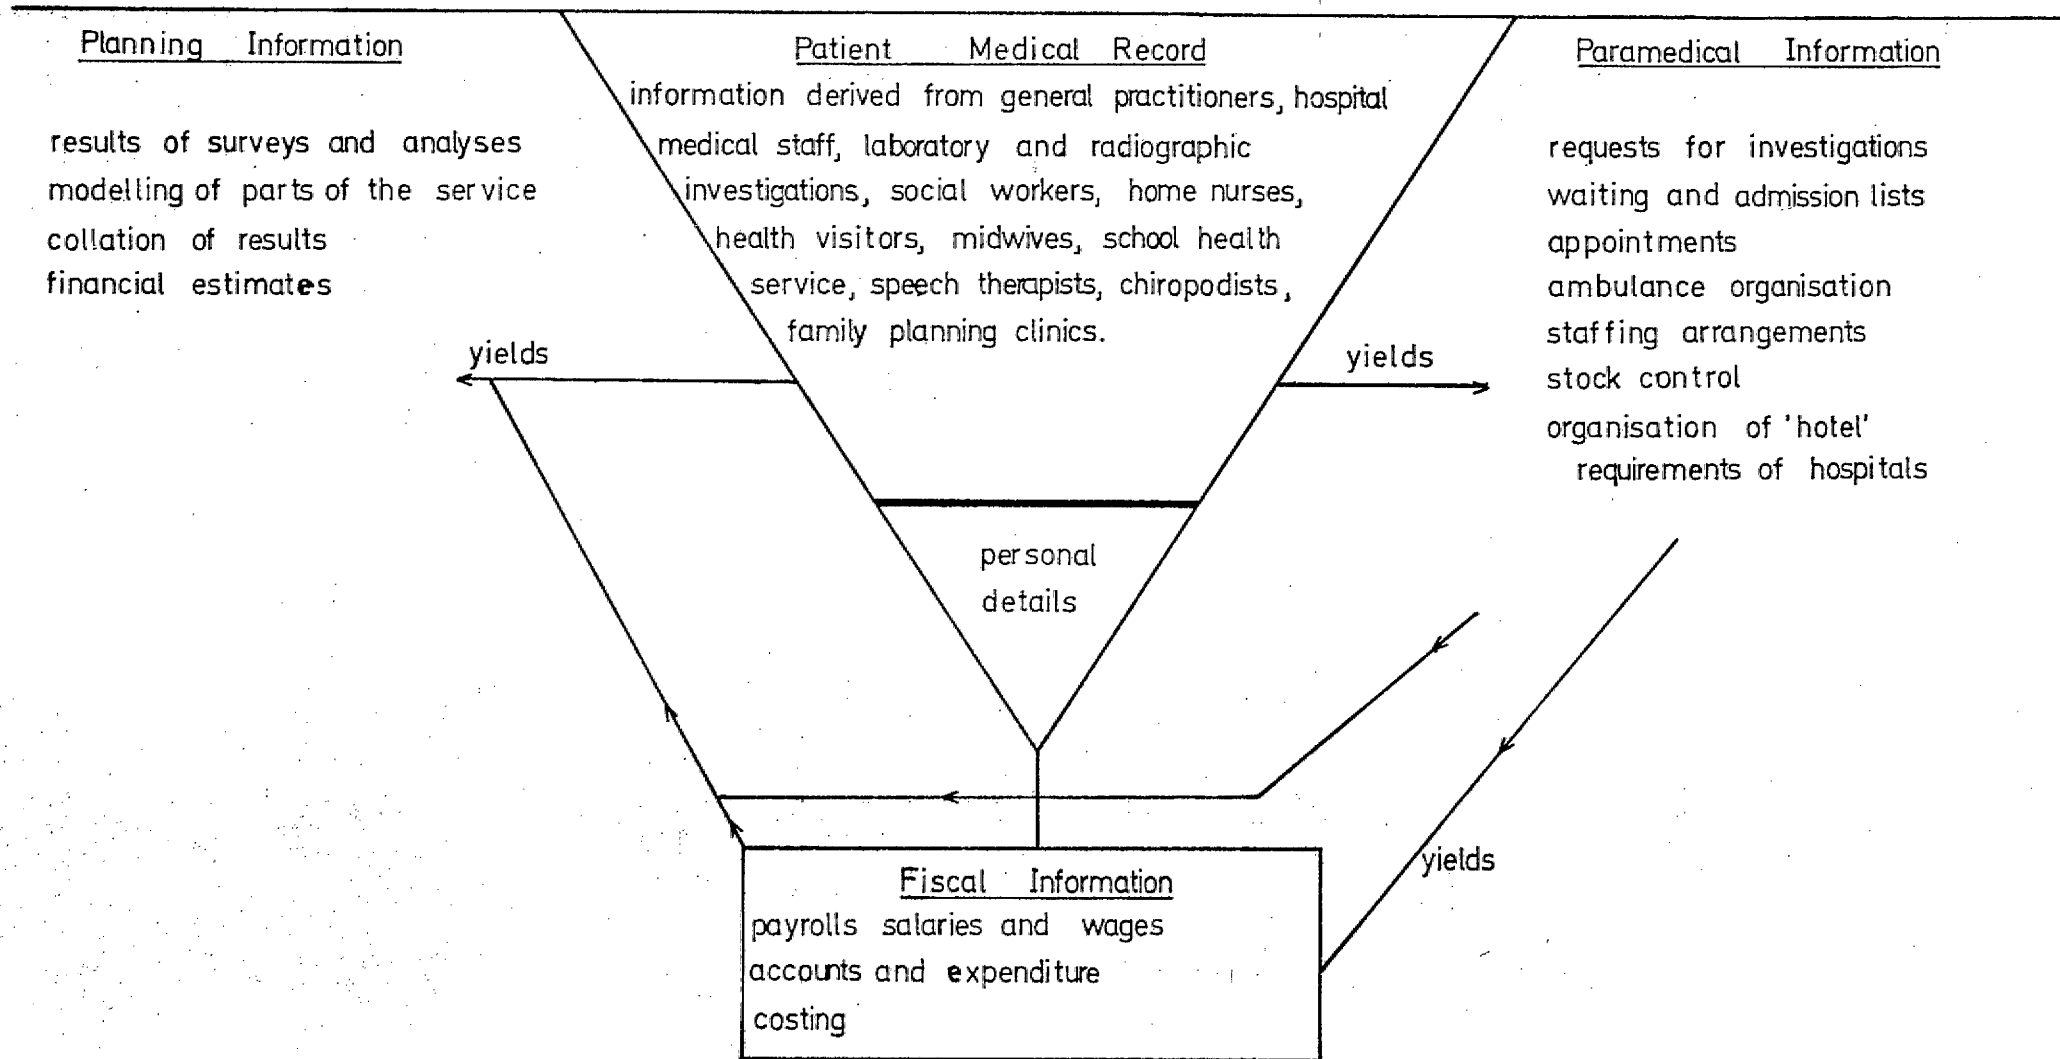 Planning Information
results of surveys and analyses
modelling of parts of the service
collation of results
financial estimates
yields
Patient Medical Record
information derived from general practitioners, hospital
medical staff, laboratory and radiographic
investigations, social workers, home nurses,
health visitors, midwives, school health
service, speech therapists, chiropodists,
family planning clinics.
personal
details
Paramedical Information
requests for investigations
waiting and admission lists
appointments
ambulance organisation
staffing arrangements
stock control
organisation of 'hotel'
requirements of hospitals
yields
yields
Fiscal Information
payrolls salaries and wages
accounts and expenditure
costing